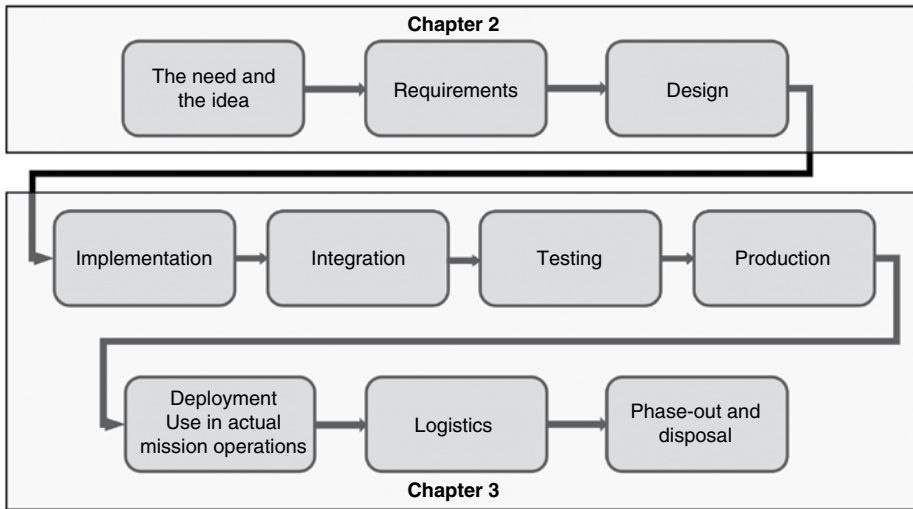 Chapter 2
The need and
the idea
Requirements
Design
Implementation
Integration
Testing
Production
Deployment
Use in actual
mission operations
Logistics
Phase-out and
disposal
Chapter 3